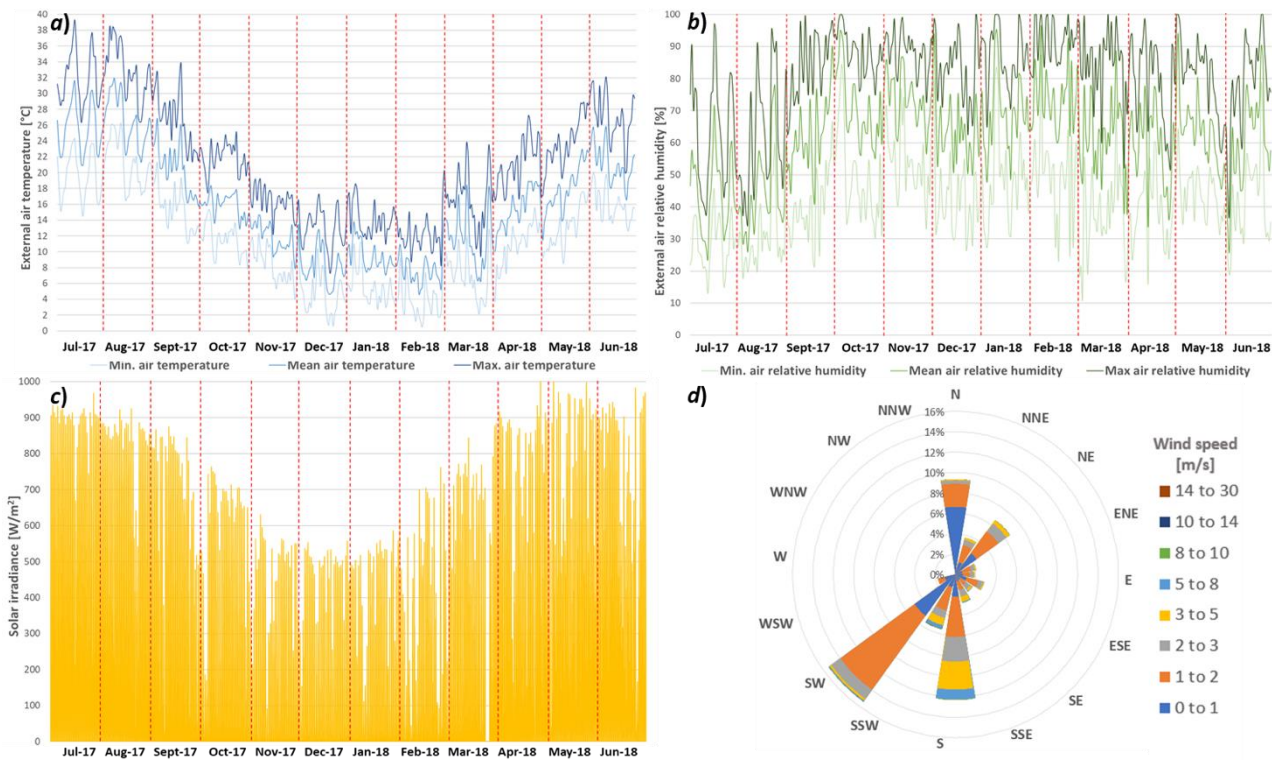 a)
External air temperature [°C]
40
38
36
34
32
30
28
26
24
22
20
18
16
14
12
10
8
6
4
2
0
Jul-17 Aug-17 Sept-17 Oct-17 Nov-17 Dec-17 Jan-18 Feb-18 Mar-18 Apr-18 May-18 Jun-18
Min. air temperature Mean air temperature Max. air temperature
b)
External air relative humidity [%]
100
90
80
70
60
50
40
30
20
10
0
Jul-17 Aug-17 Sept-17 Oct-17 Nov-17 Dec-17 Jan-18 Feb-18 Mar-18 Apr-18 May-18 Jun-18
Min. air relative humidity Mean air relative humidity Max air relative humidity
c)
Solar irradiance [W/m²]
1000
900
800
700
600
500
400
300
200
100
0
Jul-17 Aug-17 Sept-17 Oct-17 Nov-17 Dec-17 Jan-18 Feb-18 Mar-18 Apr-18 May-18 Jun-18
d)
N
NNE
NE
ENE
E
ESE
SE
SSE
S
SSW
SW
WSW
W
WNW
NW
NNW
16%
14%
12%
10%
8%
6%
4%
2%
0%
Wind speed
[m/s]
14 to 30
10 to 14
8 to 10
5 to 8
3 to 5
2 to 3
1 to 2
0 to 1